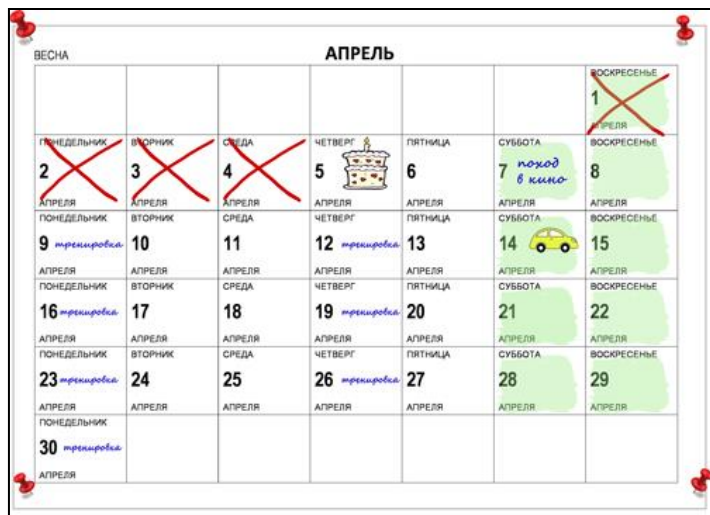 ВЕСНА АПРЕЛЬ
ВОСКРЕСЕНЬЕ
1
АПРЕЛЯ
ПОНЕДЕЛЬНИК ВТОРНИК СРЕДА ЧЕТВЕРГ ПЯТНИЦА СУББОТА ВОСКРЕСЕНЬЕ
2 3 4 5 6 7 поход в кино 8
АПРЕЛЯ АПРЕЛЯ АПРЕЛЯ АПРЕЛЯ АПРЕЛЯ АПРЕЛЯ АПРЕЛЯ
ПОНЕДЕЛЬНИК ВТОРНИК СРЕДА ЧЕТВЕРГ ПЯТНИЦА СУББОТА ВОСКРЕСЕНЬЕ
9 тренировка 10 11 12 тренировка 13 14 15
АПРЕЛЯ АПРЕЛЯ АПРЕЛЯ АПРЕЛЯ АПРЕЛЯ АПРЕЛЯ АПРЕЛЯ
ПОНЕДЕЛЬНИК ВТОРНИК СРЕДА ЧЕТВЕРГ ПЯТНИЦА СУББОТА ВОСКРЕСЕНЬЕ
16 тренировка 17 18 19 тренировка 20 21 22
АПРЕЛЯ АПРЕЛЯ АПРЕЛЯ АПРЕЛЯ АПРЕЛЯ АПРЕЛЯ АПРЕЛЯ
ПОНЕДЕЛЬНИК ВТОРНИК СРЕДА ЧЕТВЕРГ ПЯТНИЦА СУББОТА ВОСКРЕСЕНЬЕ
23 тренировка 24 25 26 тренировка 27 28 29
АПРЕЛЯ АПРЕЛЯ АПРЕЛЯ АПРЕЛЯ АПРЕЛЯ АПРЕЛЯ АПРЕЛЯ
ПОНЕДЕЛЬНИК
30 тренировка
АПРЕЛЯ